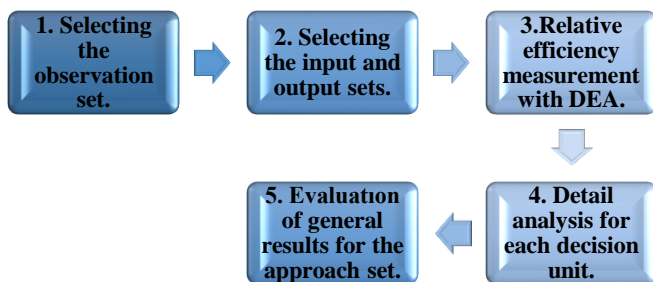 1. Selecting
the
observation
set.
2. Selecting
the input and
output sets.
3.Relative
efficiency
measurement
with DEA.
4. Detail
analysis for
each decision
unit.
5. Evaluation
of general
results for the
approach set.